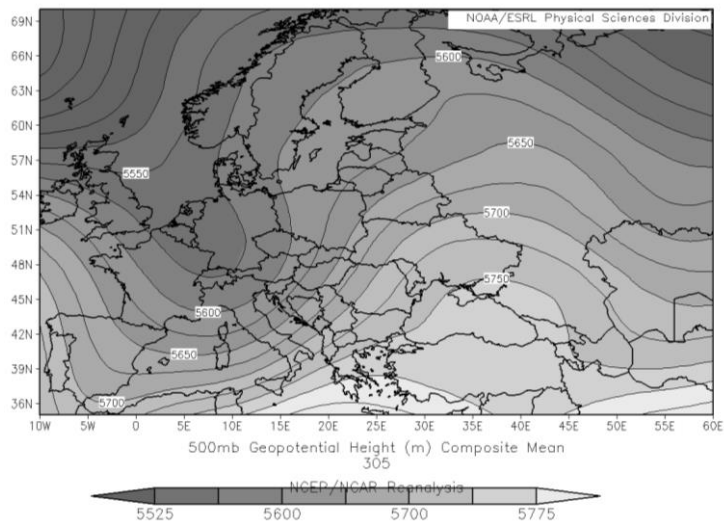 NOAA/ESRL Physical Sciences Division
69N
66N
63N
60N
57N
54N
51N
48N
45N
42N
39N
36N
5600
5650
5550
5700
5750
5600
5650
5700
10W 5W 0 5E 10E 15E 20E 25E 30E 35E 40E 45E 50E 55E 60E
500mb Geopotential Height (m) Composite Mean
305
NCEP/NCAR Reanalysis
5525 5600 5700 5775